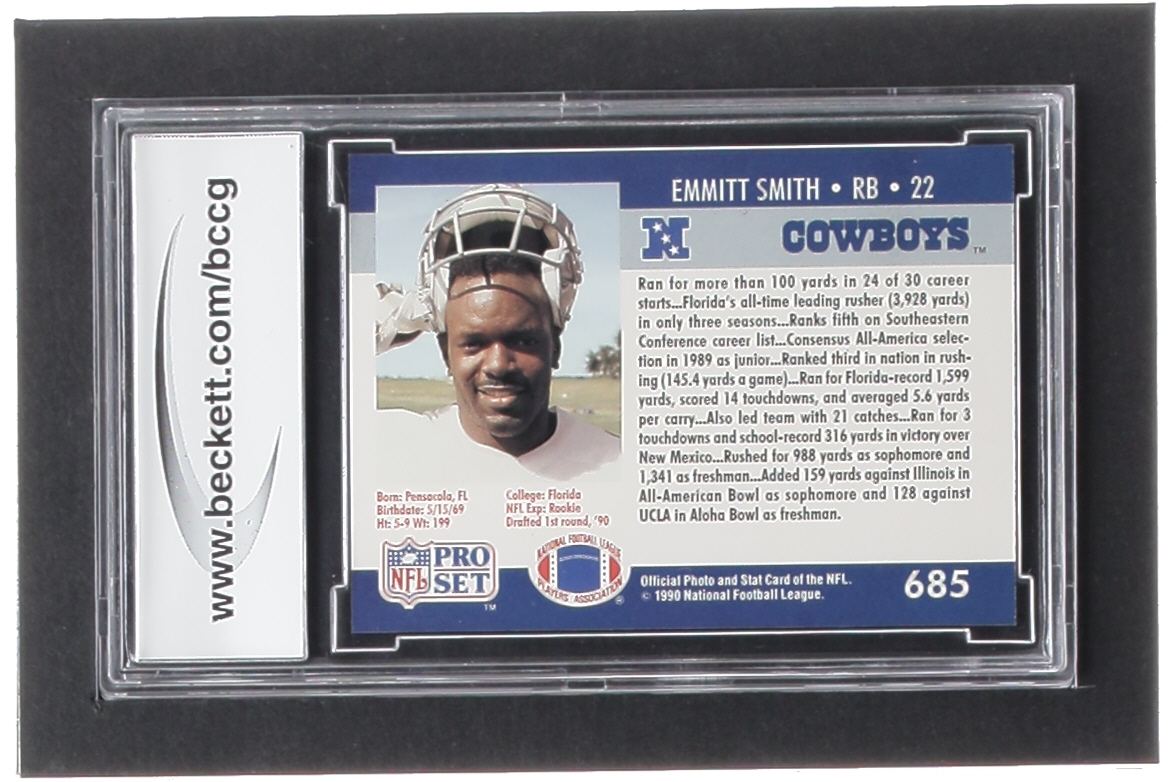 www.beckett.com/bccg
EMMITT SMITH • RB • 22
N
COWBOYS™
Ran for more than 100 yards in 24 of 30 career
starts...Florida's all-time leading rusher (3,928 yards)
in only three seasons...Ranks fifth on Southeastern
Conference career list...Consensus All-America selec-
tion in 1989 as junior...Ranked third in nation in rush-
ing (145.4 yards a game)...Ran for Florida-record 1,599
yards, scored 14 touchdowns, and averaged 5.6 yards
per carry...Also led team with 21 catches...Ran for 3
touchdowns and school-record 316 yards in victory over
New Mexico...Rushed for 988 yards as sophomore and
1,341 as freshman...Added 159 yards against Illinois in
All-American Bowl as sophomore and 128 against
UCLA in Aloha Bowl as freshman.
Born: Pensacola, FL
Birthdate: 5/15/69
Ht: 5-9 Wt: 199
College: Florida
NFL Exp: Rookie
Drafted 1st round, '90
NFL
PRO
SET™
NATIONAL FOOTBALL LEAGUE
PLAYERS ASSOCIATION®
Official Photo and Stat Card of the NFL.
© 1990 National Football League.
685